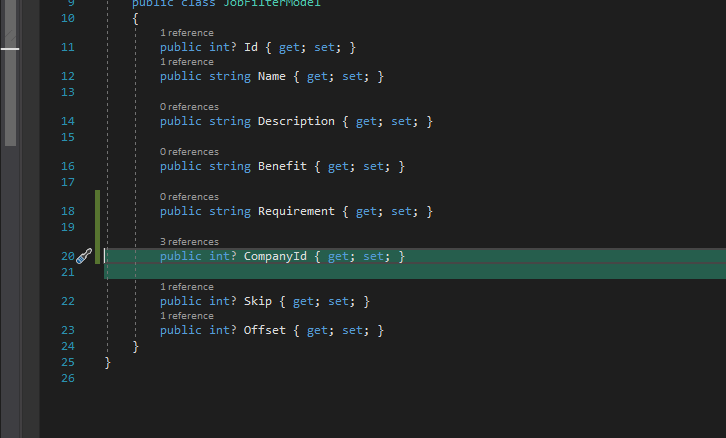 9 public class JobFilterModel
10 {
1 reference
11 public int? Id { get; set; }
1 reference
12 public string Name { get; set; }
13
0 references
14 public string Description { get; set; }
15
0 references
16 public string Benefit { get; set; }
17
0 references
18 public string Requirement { get; set; }
19
3 references
20 public int? CompanyId { get; set; }
21
1 reference
22 public int? Skip { get; set; }
1 reference
23 public int? Offset { get; set; }
24 }
25 }
26